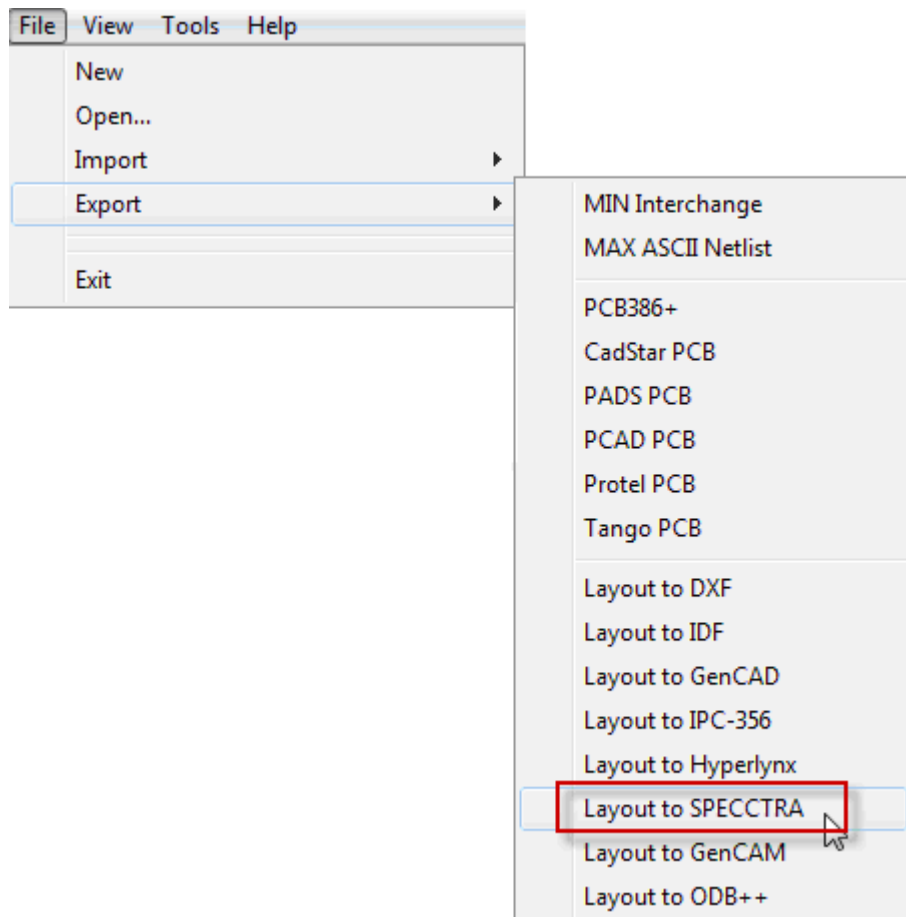 File View Tools Help
New
Open...
Import
Export
Exit
MIN Interchange
MAX ASCII Netlist
PCB386+
CadStar PCB
PADS PCB
PCAD PCB
Protel PCB
Tango PCB
Layout to DXF
Layout to IDF
Layout to GenCAD
Layout to IPC-356
Layout to Hyperlynx
Layout to SPECCTRA
Layout to GenCAM
Layout to ODB++